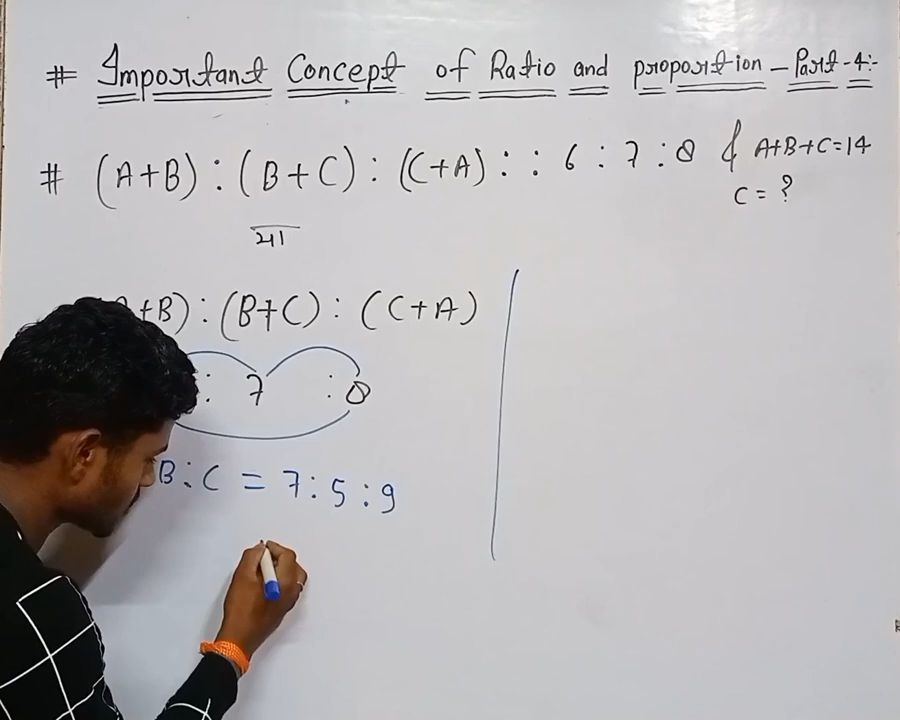 # Important Concept of Ratio and proportion - Part-4:-
# (A+B) : (B+C) : (C+A) : : 6 : 7 : 8 & A+B+C=14
C = ?
या
+B) : (B+C) : (C+A)
: 7 : 8
B:C = 7:5:9